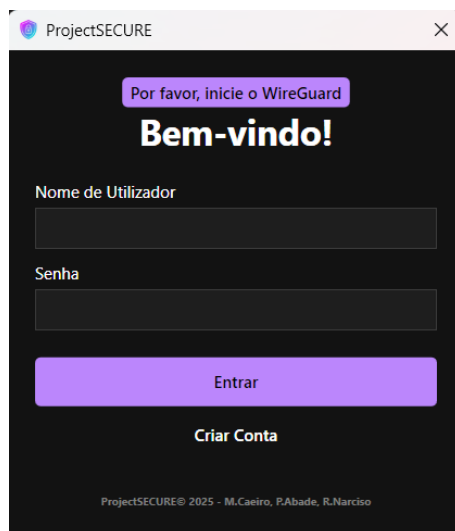 ProjectSECURE
Por favor, inicie o WireGuard
Bem-vindo!
Nome de Utilizador
Senha
Entrar
Criar Conta
ProjectSECURE© 2025 - M.Caeiro, P.Abade, R.Narciso